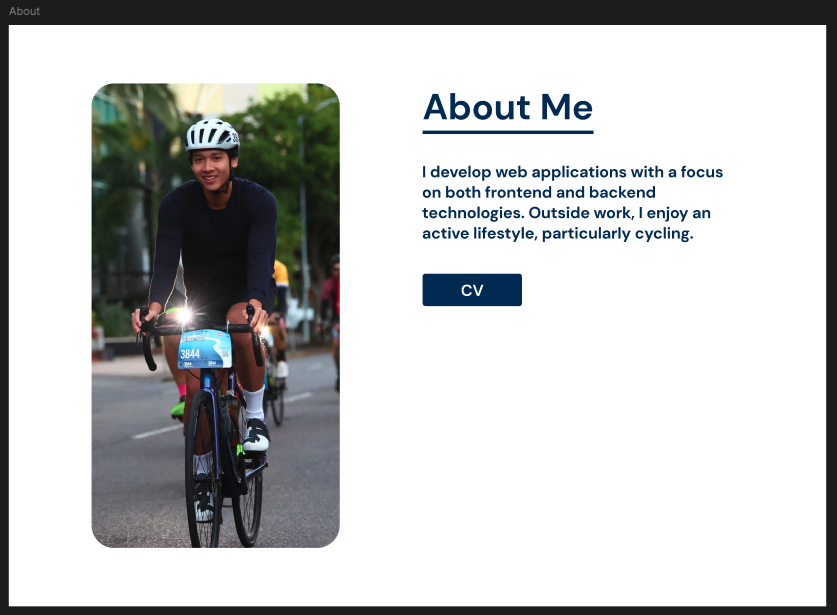 About
About Me
I develop web applications with a focus
on both frontend and backend
technologies. Outside work, I enjoy an
active lifestyle, particularly cycling.
CV
3844